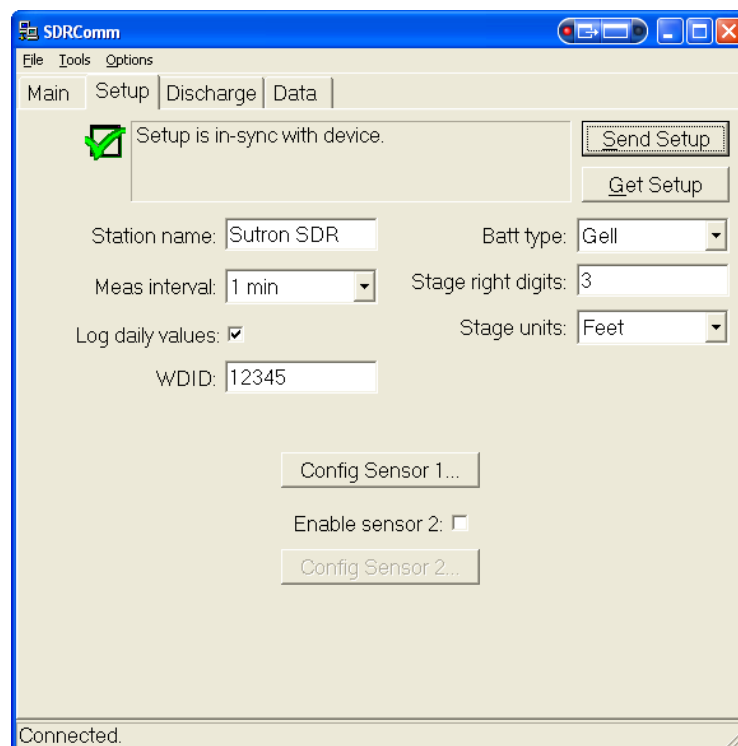 SDRComm
File Tools Options
Main Setup Discharge Data
Setup is in-sync with device.
Send Setup
Get Setup
Station name: Sutron SDR
Batt type: Gell
Meas interval: 1 min
Stage right digits: 3
Log daily values:
Stage units: Feet
WDID: 12345
Config Sensor 1...
Enable sensor 2:
Config Sensor 2...
Connected.